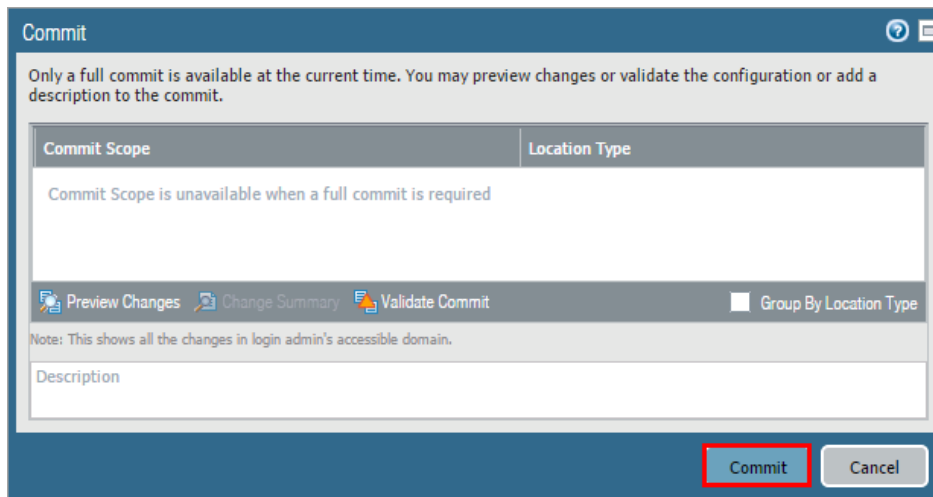 Commit
Only a full commit is available at the current time. You may preview changes or validate the configuration or add a
description to the commit.
Commit Scope
Location Type
Commit Scope is unavailable when a full commit is required
Preview Changes Change Summary Validate Commit Group By Location Type
Note: This shows all the changes in login admin's accessible domain.
Description
Commit Cancel